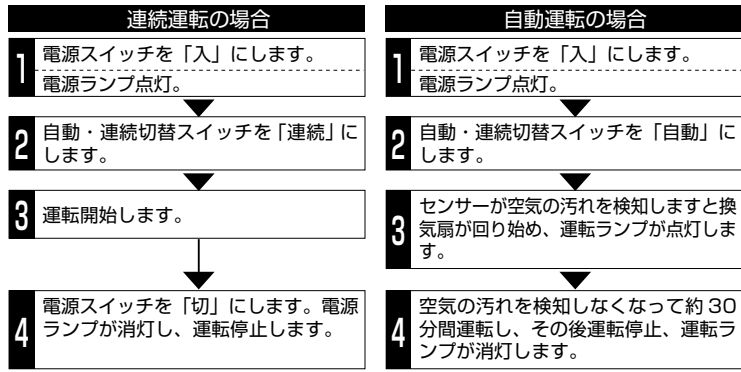 連続運転の場合
1
電源スイッチを「入」にします。
電源ランプ点灯。
2
自動・連続切替スイッチを「連続」に
します。
3
運転開始します。
4
電源スイッチを「切」にします。電源
ランプが消灯し、運転停止します。
自動運転の場合
1
電源スイッチを「入」にします。
電源ランプ点灯。
2
自動・連続切替スイッチを「自動」に
します。
3
センサーが空気の汚れを検知しますと換
気扇が回り始め、運転ランプが点灯しま
す。
4
空気の汚れを検知しなくなって約30
分間運転し、その後運転停止、運転ラ
ンプが消灯します。